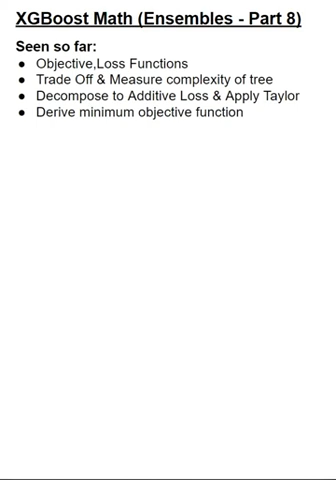 XGBoost Math (Ensembles - Part 8)
Seen so far:
● Objective,Loss Functions
● Trade Off & Measure complexity of tree
● Decompose to Additive Loss & Apply Taylor
● Derive minimum objective function